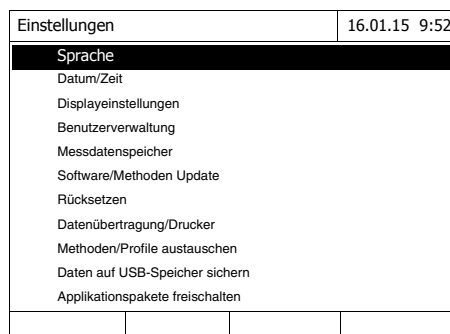 Einstellungen 16.01.15 9:52
Sprache
Datum/Zeit
Displayeinstellungen
Benutzerverwaltung
Messdatenspeicher
Software/Methoden Update
Rücksetzen
Datenübertragung/Drucker
Methoden/Profile austauschen
Daten auf USB-Speicher sichern
Applikationspakete freischalten